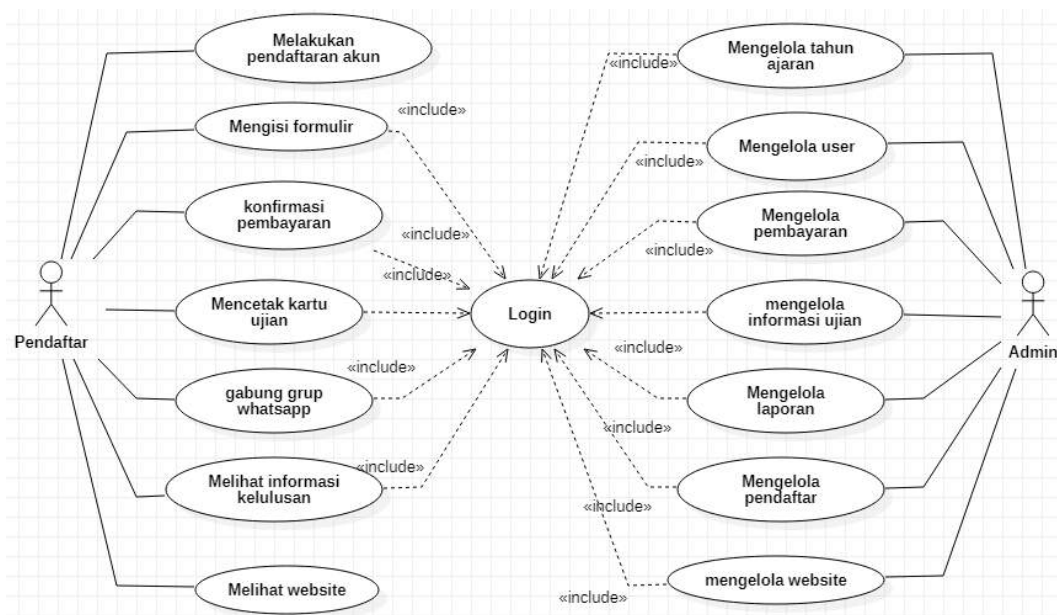 Melakukan
pendaftaran akun
Mengisi formulir
«include»
konfirmasi
pembayaran
«include»
«include»
Mencetak kartu
ujian
Pendaftar
«include»
gabung grup
whatsapp
Melihat informasi
kelulusan
«include»
Melihat website
Login
Mengelola tahun
ajaran
«include»
Mengelola user
«include»
Mengelola
pembayaran
«include»
mengelola
informasi ujian
Admin
«include»
Mengelola
laporan
«include»
Mengelola
pendaftar
«include»
mengelola website
«include»